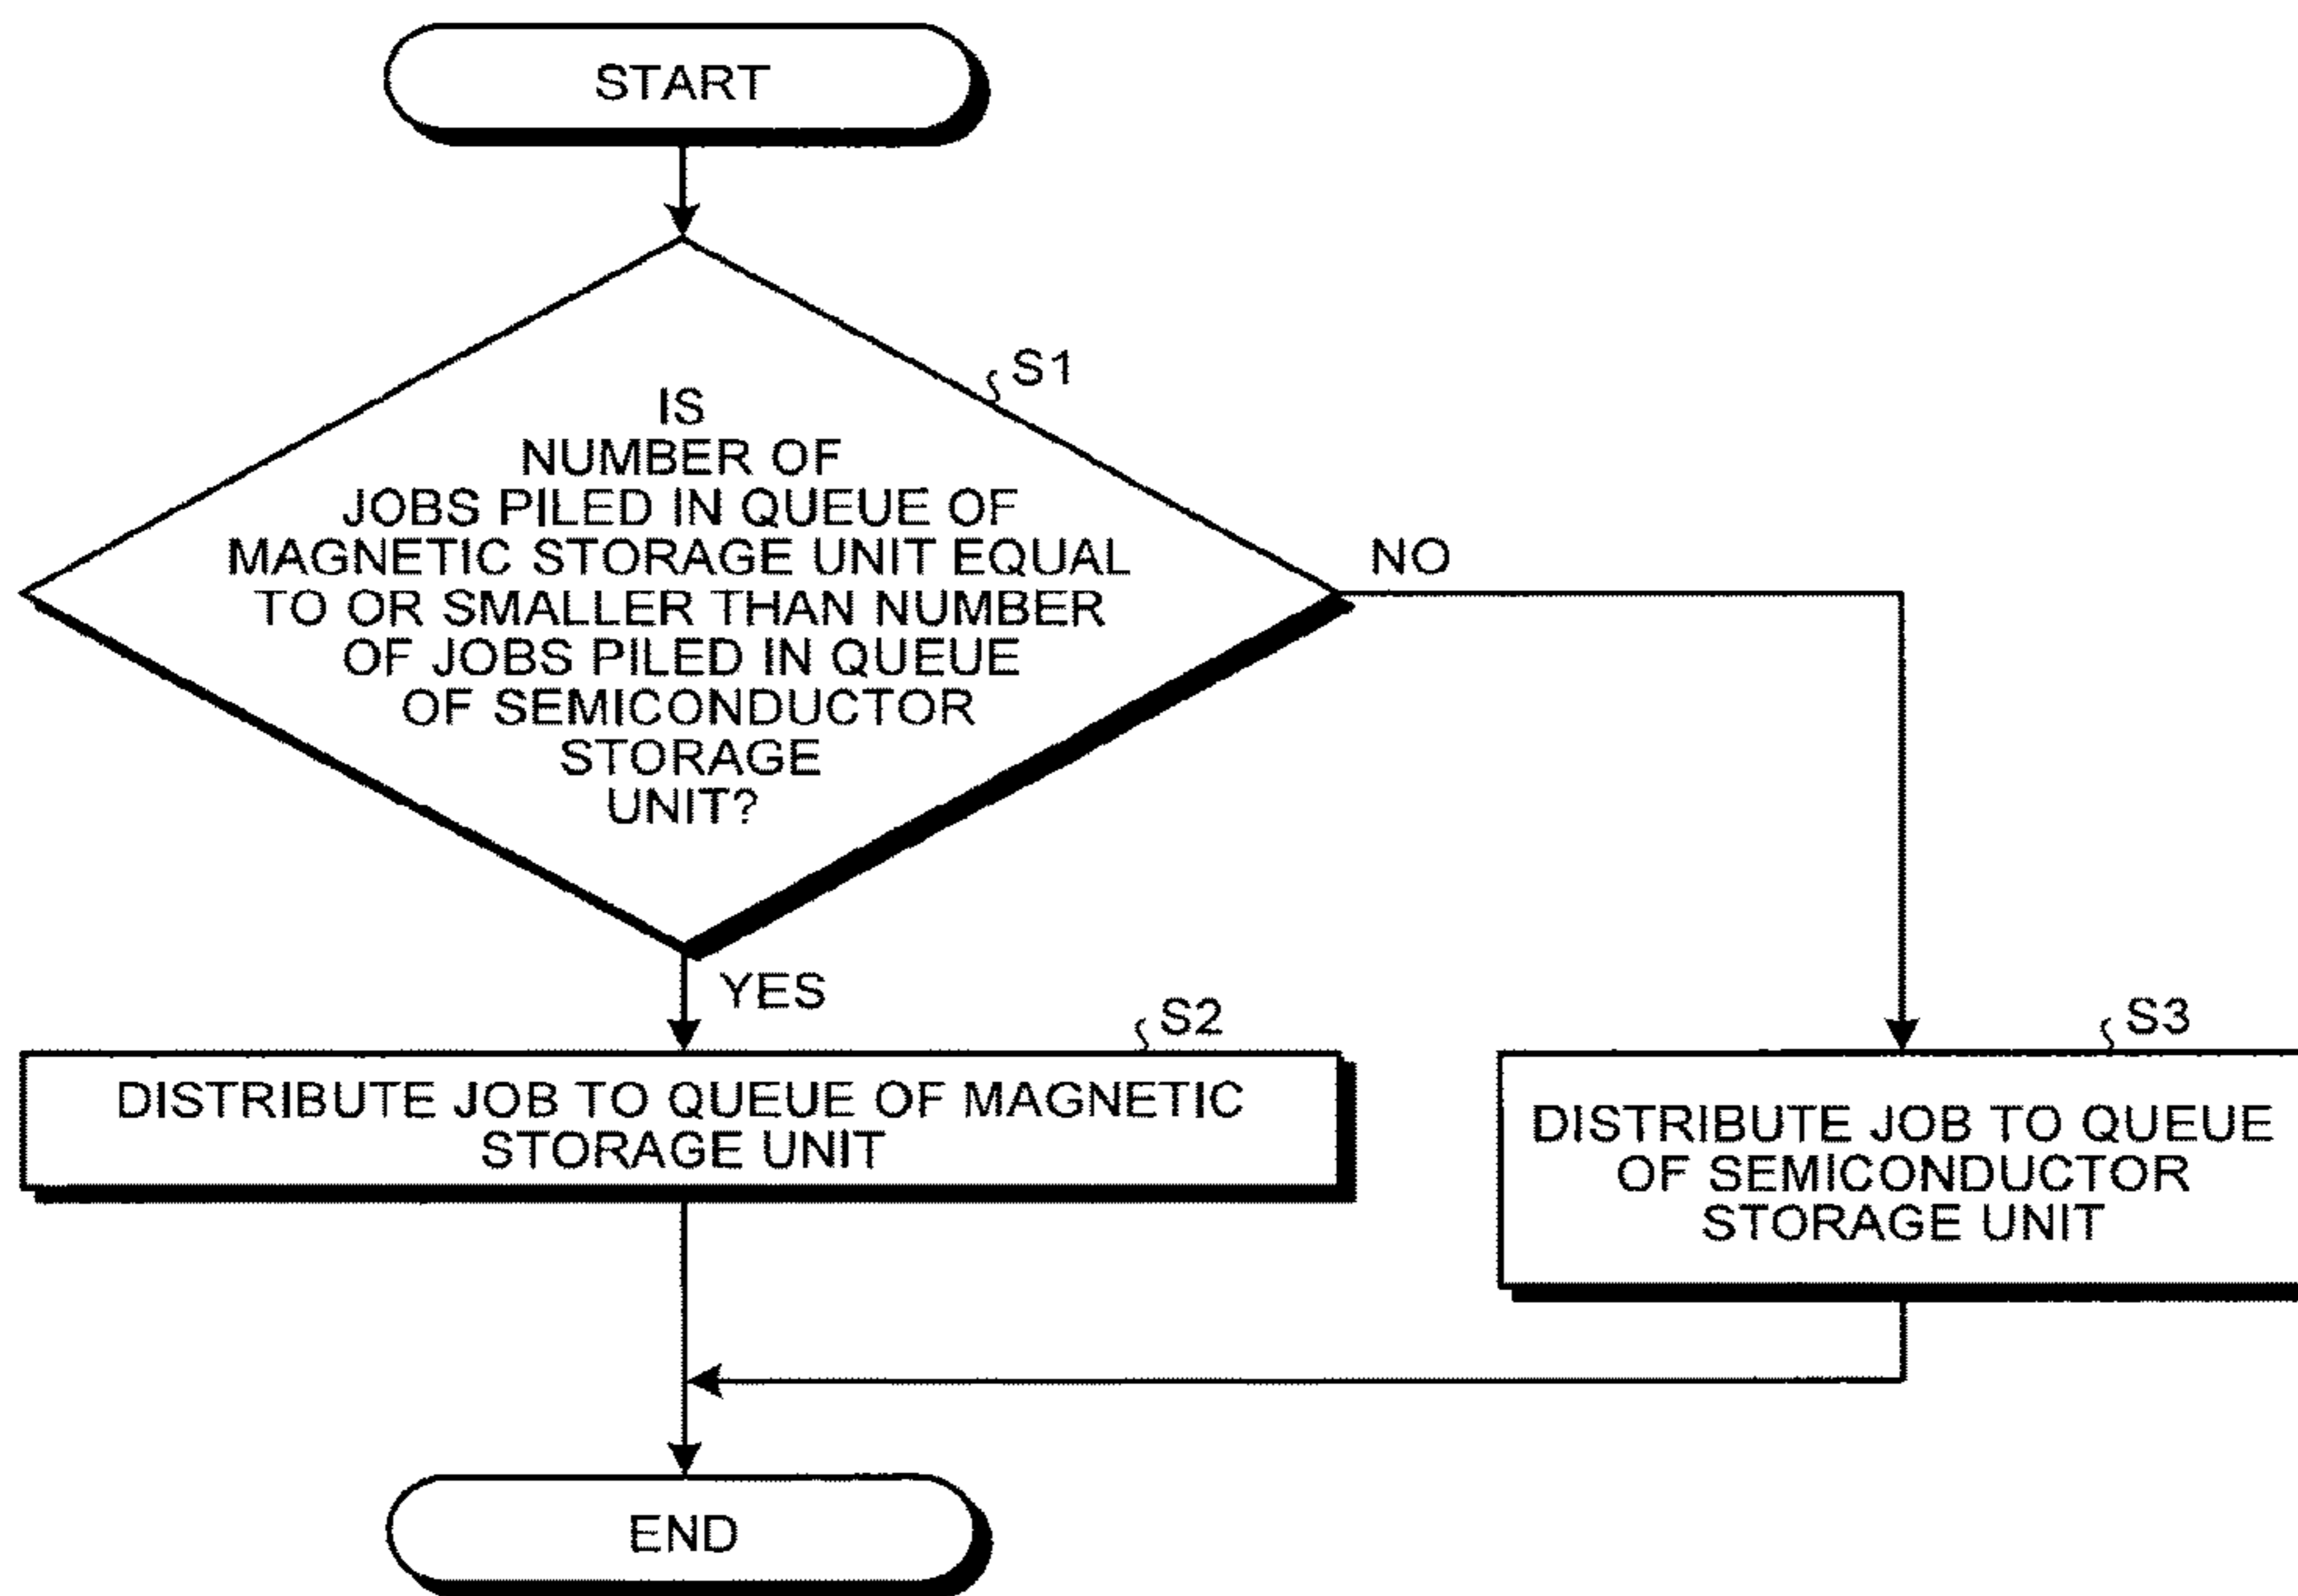 START
S1
IS
NUMBER OF
JOBS PILED IN QUEUE OF
MAGNETIC STORAGE UNIT EQUAL
TO OR SMALLER THAN NUMBER
OF JOBS PILED IN QUEUE
OF SEMICONDUCTOR
STORAGE
UNIT?
NO
YES
S2
DISTRIBUTE JOB TO QUEUE OF MAGNETIC
STORAGE UNIT
S3
DISTRIBUTE JOB TO QUEUE
OF SEMICONDUCTOR
STORAGE UNIT
END